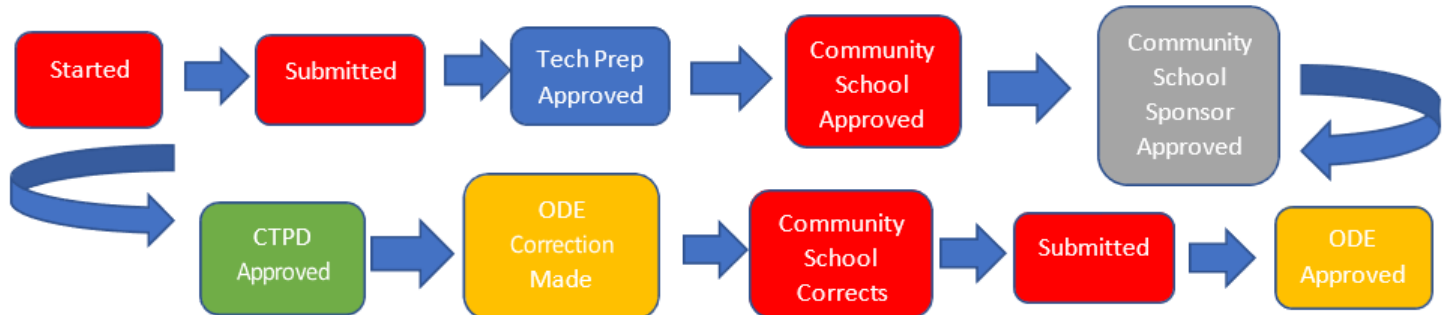 Started
Submitted
Tech Prep
Approved
Community
School
Approved
Community
School
Sponsor
Approved
CTPD
Approved
ODE
Correction
Made
Community
School
Corrects
Submitted
ODE
Approved